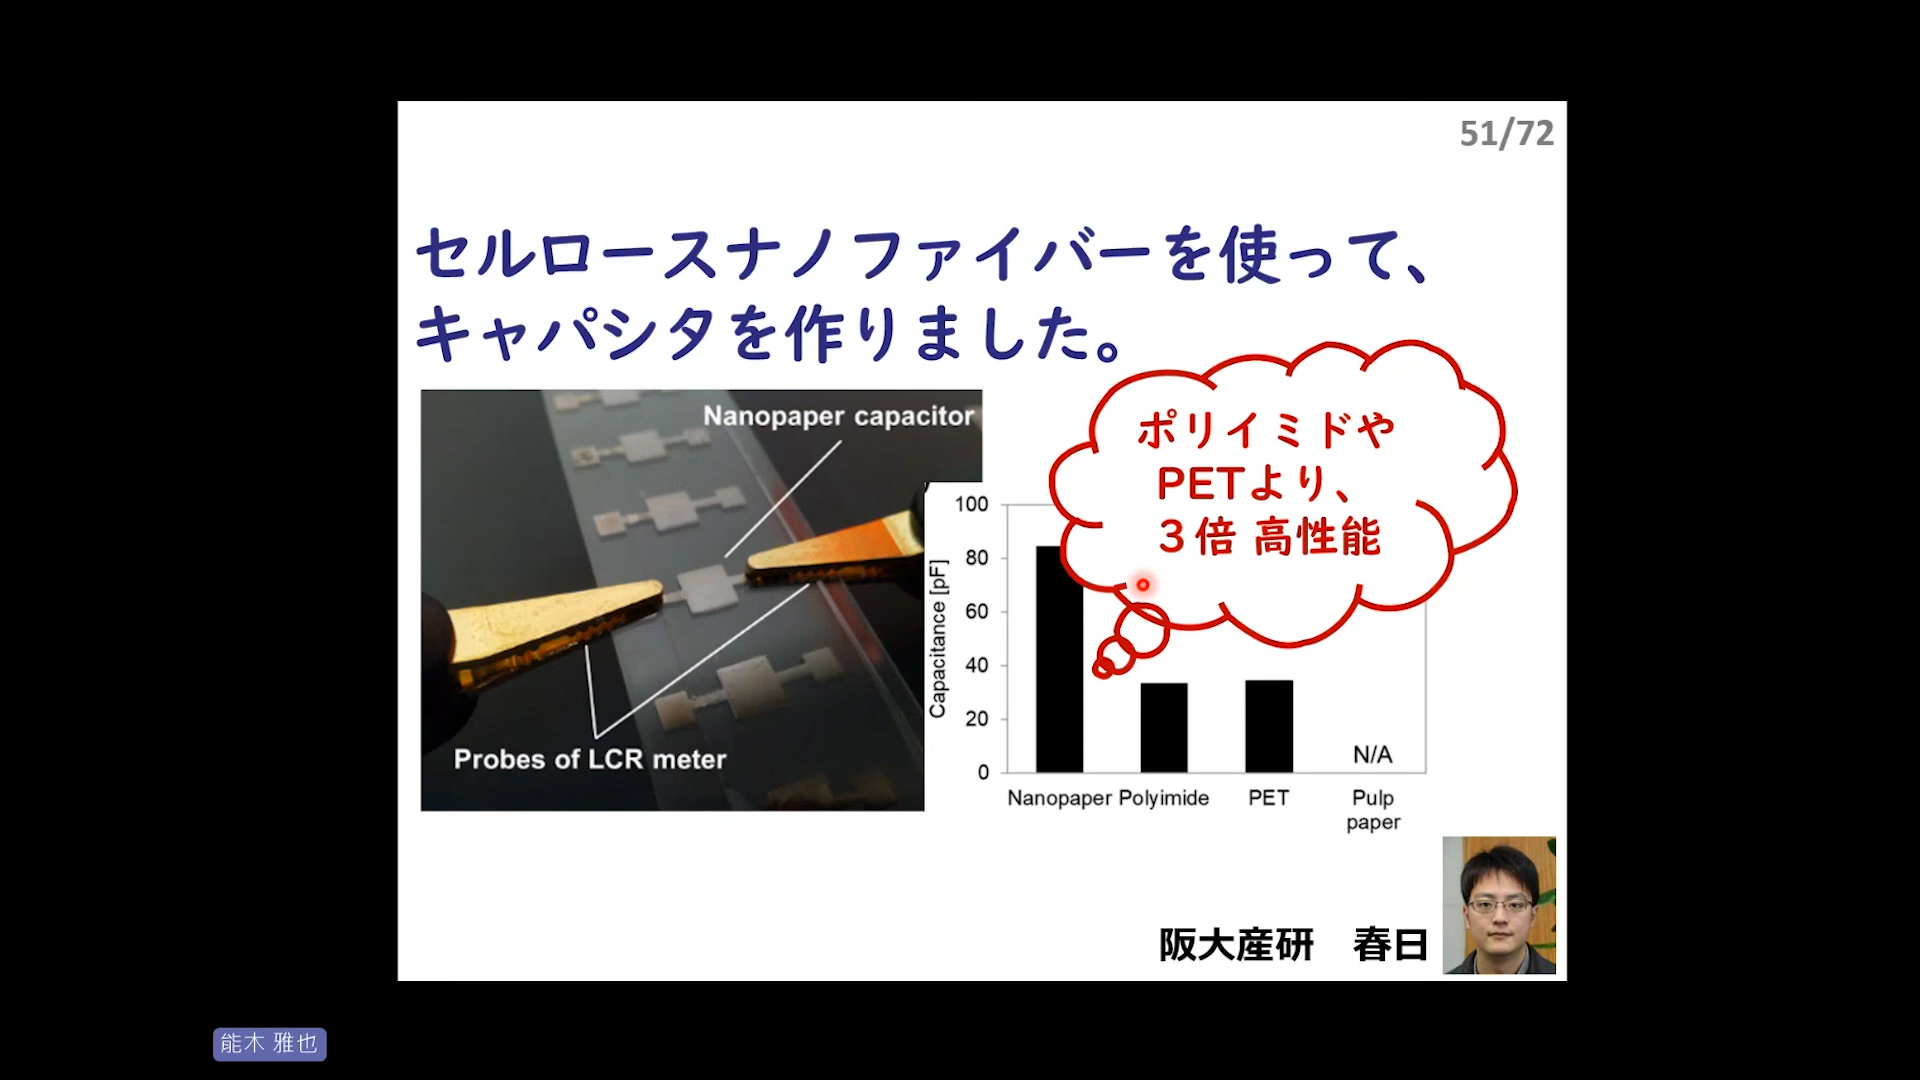 51/72
セルロースナノファイバーを使って、
キャパシタを作りました。
Nanopaper capacitor
Probes of LCR meter
ポリイミドや
PETより、
３倍 高性能
Capacitance [pF]
100
80
60
40
20
0
N/A
Nanopaper Polyimide PET Pulp
paper
阪大産研　春日
能木 雅也